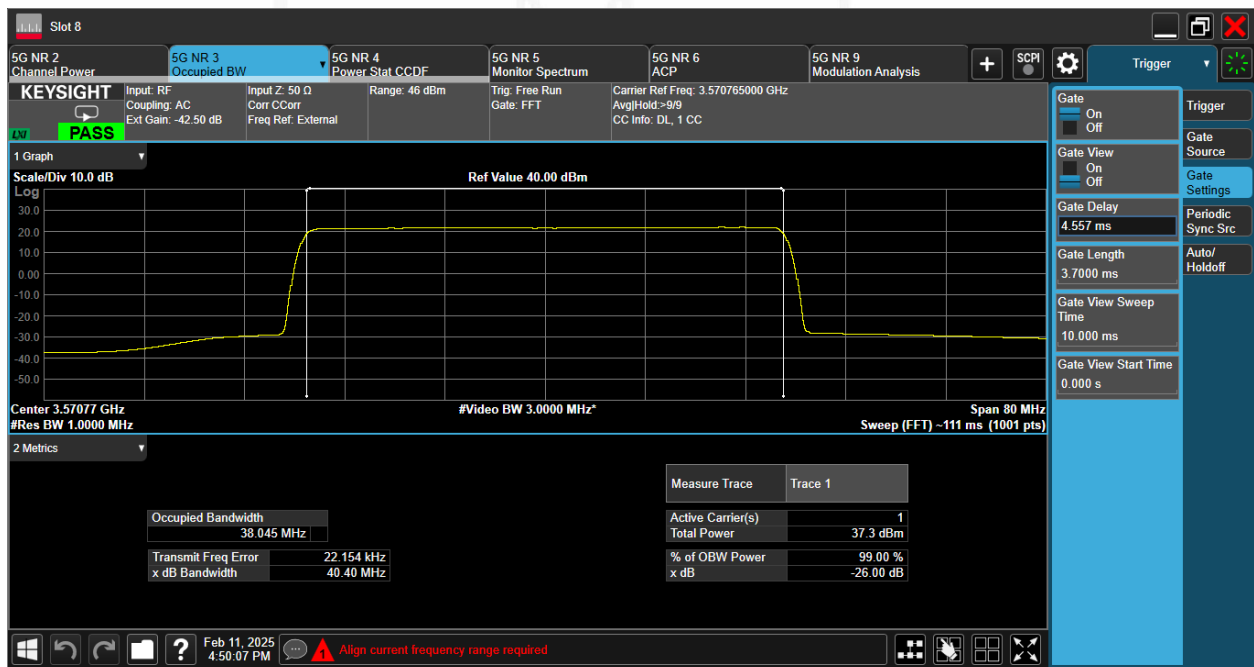 Slot 8
5G NR 2
Channel Power
5G NR 3
Occupied BW
5G NR 4
Power Stat CCDF
5G NR 5
Monitor Spectrum
5G NR 6
ACP
5G NR 9
Modulation Analysis
SCPI
Trigger
KEYSIGHT
LXI
PASS
Input: RF
Coupling: AC
Ext Gain: -42.50 dB
Input Z: 50 Ω
Corr CCorr
Freq Ref: External
Range: 46 dBm
Trig: Free Run
Gate: FFT
Carrier Ref Freq: 3.570765000 GHz
Avg|Hold:>9/9
CC Info: DL, 1 CC
1 Graph
Scale/Div 10.0 dB
Ref Value 40.00 dBm
Log
30.0
20.0
10.0
0.00
-10.0
-20.0
-30.0
-40.0
-50.0
Center 3.57077 GHz
#Video BW 3.0000 MHz*
Span 80 MHz
#Res BW 1.0000 MHz
Sweep (FFT) ~111 ms (1001 pts)
2 Metrics
Measure Trace Trace 1
Occupied Bandwidth
38.045 MHz
Active Carrier(s) 1
Total Power 37.3 dBm
Transmit Freq Error 22.154 kHz
x dB Bandwidth 40.40 MHz
% of OBW Power 99.00 %
x dB -26.00 dB
Gate
On
Off
Gate View
On
Off
Gate Delay
4.557 ms
Gate Length
3.7000 ms
Gate View Sweep
Time
10.000 ms
Gate View Start Time
0.000 s
Trigger
Gate
Source
Gate
Settings
Periodic
Sync Src
Auto/
Holdoff
?
Feb 11, 2025
4:50:07 PM
1
Align current frequency range required